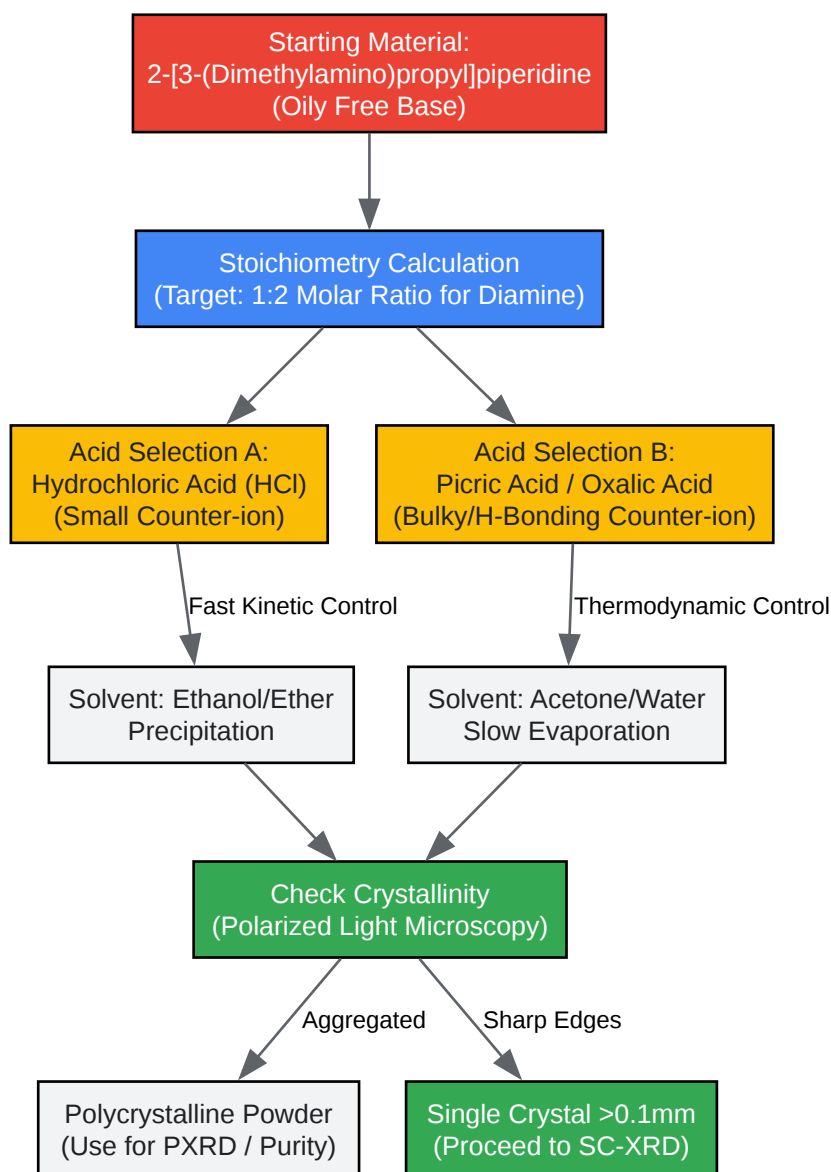 Starting Material:
2-[3-(Dimethylamino)propyl]piperidine
(Oily Free Base)
Stoichiometry Calculation
(Target: 1:2 Molar Ratio for Diamine)
Acid Selection A:
Hydrochloric Acid (HCl)
(Small Counter-ion)
Acid Selection B:
Picric Acid / Oxalic Acid
(Bulky/H-Bonding Counter-ion)
Fast Kinetic Control
Thermodynamic Control
Solvent: Ethanol/Ether
Precipitation
Solvent: Acetone/Water
Slow Evaporation
Check Crystallinity
(Polarized Light Microscopy)
Aggregated
Sharp Edges
Polycrystalline Powder
(Use for PXRD / Purity)
Single Crystal >0.1mm
(Proceed to SC-XRD)